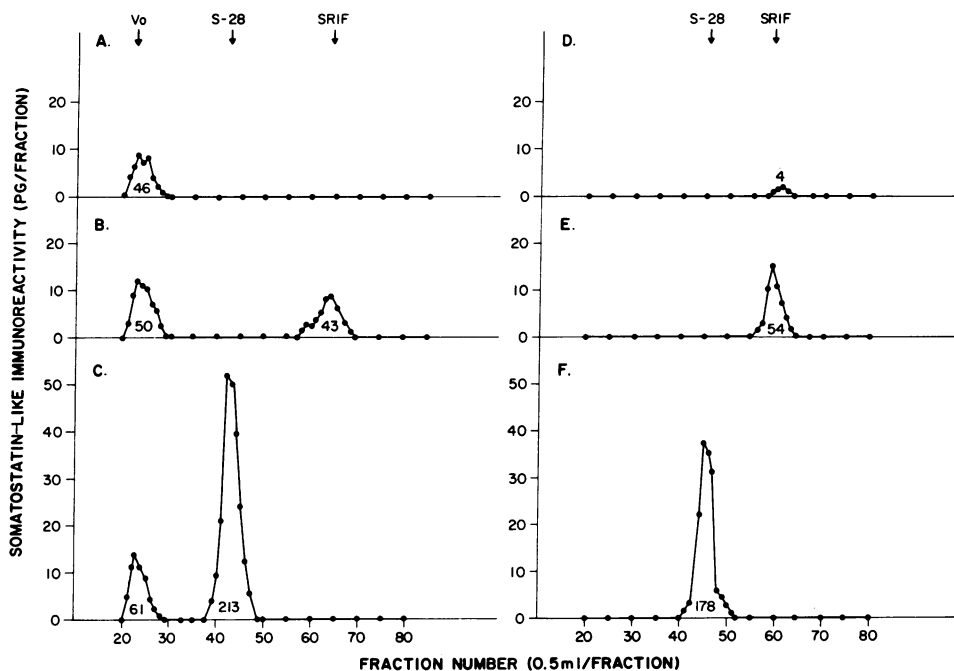 Vo S-28 SRIF S-28 SRIF
A. D.
20 20
10 10
0 0
46 4
B. E.
20 20
10 10
0 0
50 43 54
C. F.
50 50
40 40
30 30
20 20
10 10
0 0
61 213 178
20 30 40 50 60 70 80 20 30 40 50 60 70 80
SOMATOSTATIN-LIKE IMMUNOREACTIVITY (PG/FRACTION)
FRACTION NUMBER (0.5ml/FRACTION)